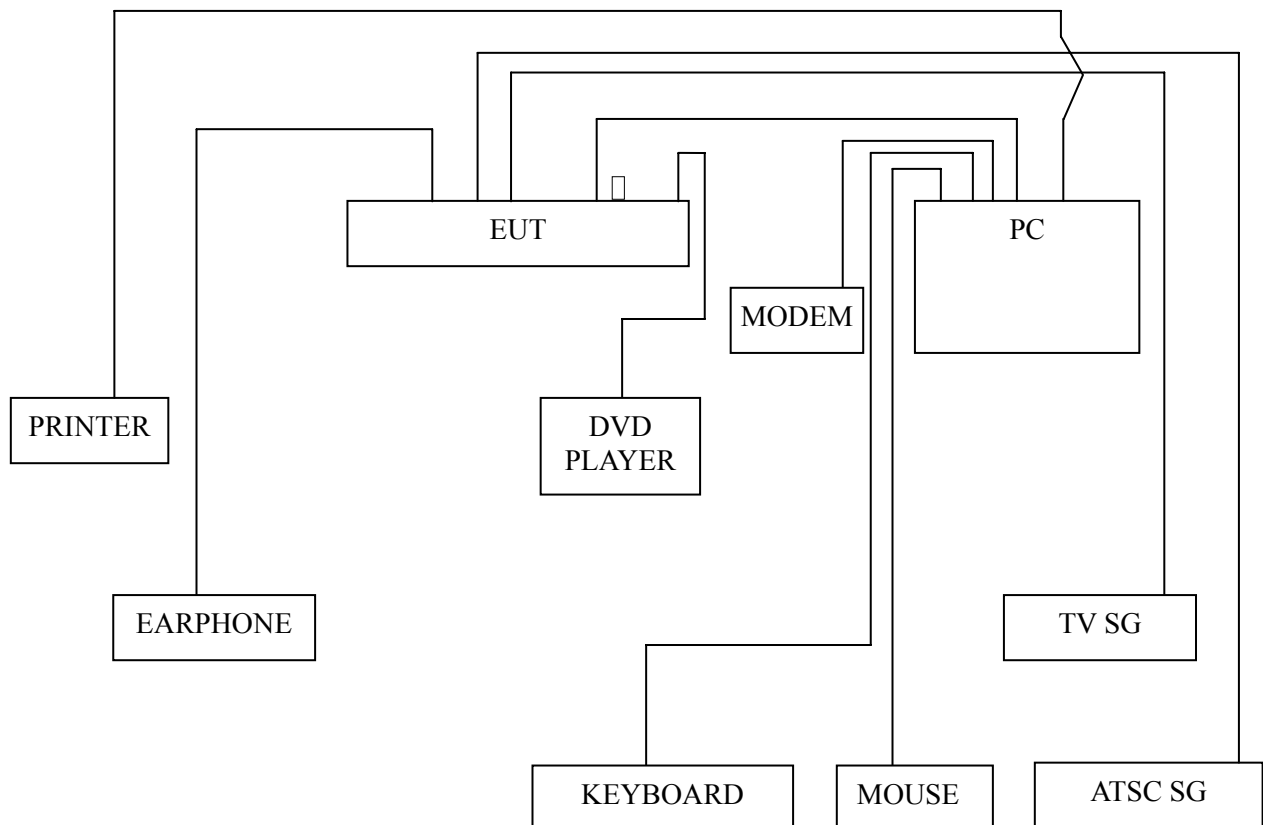 EUT
PC
MODEM
PRINTER
DVD
PLAYER
EARPHONE
TV SG
KEYBOARD
MOUSE
ATSC SG